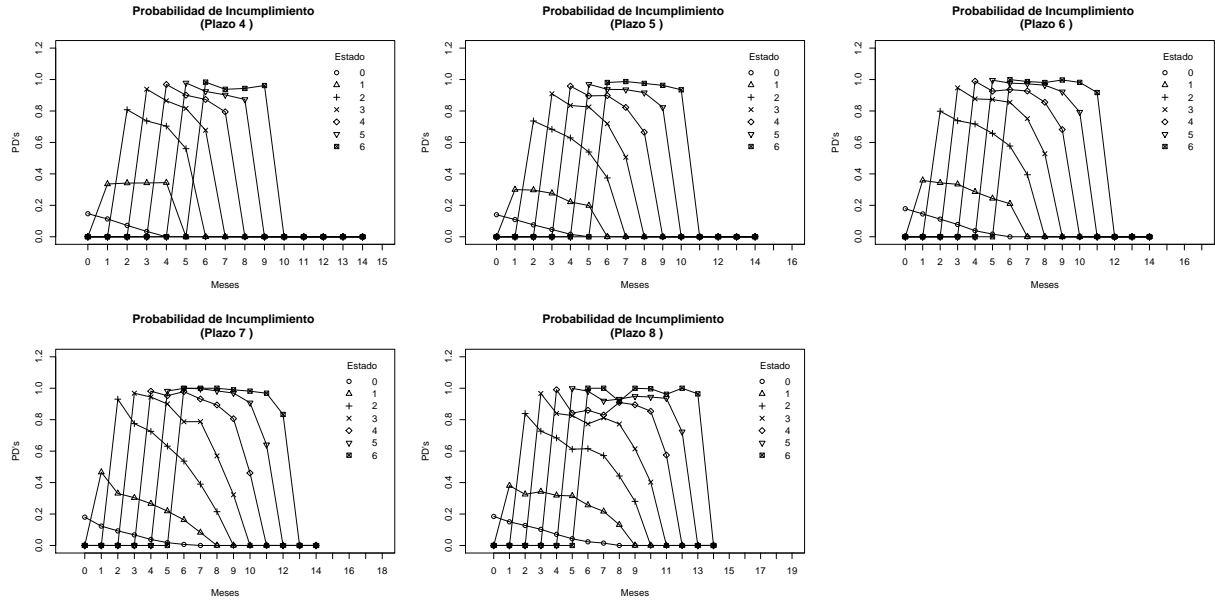 Probabilidad de Incumplimiento
(Plazo 4 )
PD's
0.0 0.2 0.4 0.6 0.8 1.0 1.2
Estado
0
1
2
3
4
5
6
0 1 2 3 4 5 6 7 8 9 10 11 12 13 14 15
Meses
Probabilidad de Incumplimiento
(Plazo 5 )
PD's
0.0 0.2 0.4 0.6 0.8 1.0 1.2
Estado
0
1
2
3
4
5
6
0 1 2 3 4 5 6 7 8 9 10 12 14 16
Meses
Probabilidad de Incumplimiento
(Plazo 6 )
PD's
0.0 0.2 0.4 0.6 0.8 1.0 1.2
Estado
0
1
2
3
4
5
6
0 1 2 3 4 5 6 7 8 9 10 12 14 16
Meses
Probabilidad de Incumplimiento
(Plazo 7 )
PD's
0.0 0.2 0.4 0.6 0.8 1.0 1.2
Estado
0
1
2
3
4
5
6
0 1 2 3 4 5 6 7 8 9 10 12 14 16 18
Meses
Probabilidad de Incumplimiento
(Plazo 8 )
PD's
0.0 0.2 0.4 0.6 0.8 1.0 1.2
Estado
0
1
2
3
4
5
6
0 1 2 3 4 5 6 7 8 9 11 13 15 17 19
Meses